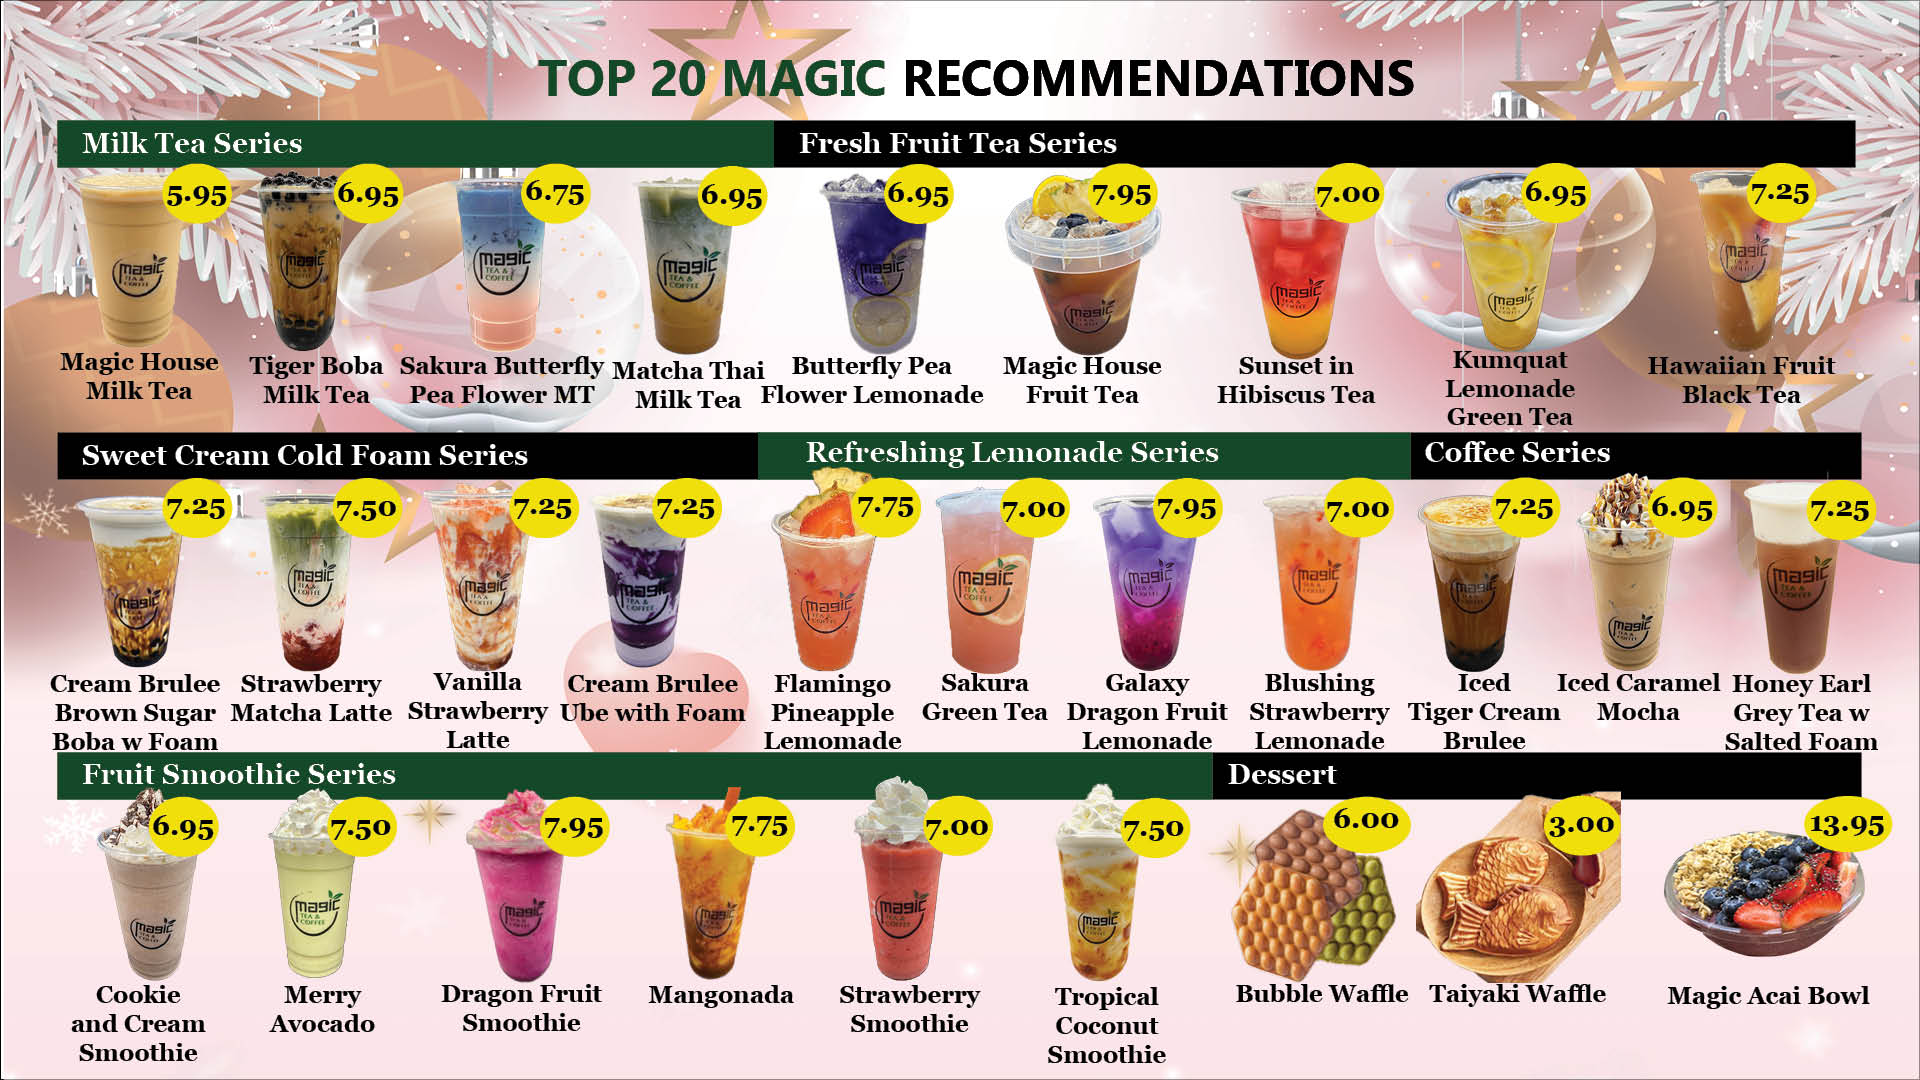 TOP 20 MAGIC RECOMMENDATIONS
Milk Tea Series
Fresh Fruit Tea Series
5.95
6.95
6.75
6.95
6.95
7.95
7.00
6.95
7.25
magic
TEA &
COFFEE
Magic House
Milk Tea
Tiger Boba
Milk Tea
Sakura Butterfly
Pea Flower MT
Matcha Thai
Milk Tea
Butterfly Pea
Flower Lemonade
Magic House
Fruit Tea
Sunset in
Hibiscus Tea
Kumquat
Lemonade
Green Tea
Hawaiian Fruit
Black Tea
Sweet Cream Cold Foam Series
Refreshing Lemonade Series
Coffee Series
7.25
7.50
7.25
7.25
7.75
7.00
7.95
7.00
7.25
6.95
7.25
Cream Brulee
Brown Sugar
Boba w Foam
Strawberry
Matcha Latte
Vanilla
Strawberry
Latte
Cream Brulee
Ube with Foam
Flamingo
Pineapple
Lemomade
Sakura
Green Tea
Galaxy
Dragon Fruit
Lemonade
Blushing
Strawberry
Lemonade
Iced
Tiger Cream
Brulee
Iced Caramel
Mocha
Honey Earl
Grey Tea w
Salted Foam
Fruit Smoothie Series
Dessert
6.95
7.50
7.95
7.75
7.00
7.50
6.00
3.00
13.95
Cookie
and Cream
Smoothie
Merry
Avocado
Dragon Fruit
Smoothie
Mangonada
Strawberry
Smoothie
Tropical
Coconut
Smoothie
Bubble Waffle
Taiyaki Waffle
Magic Acai Bowl